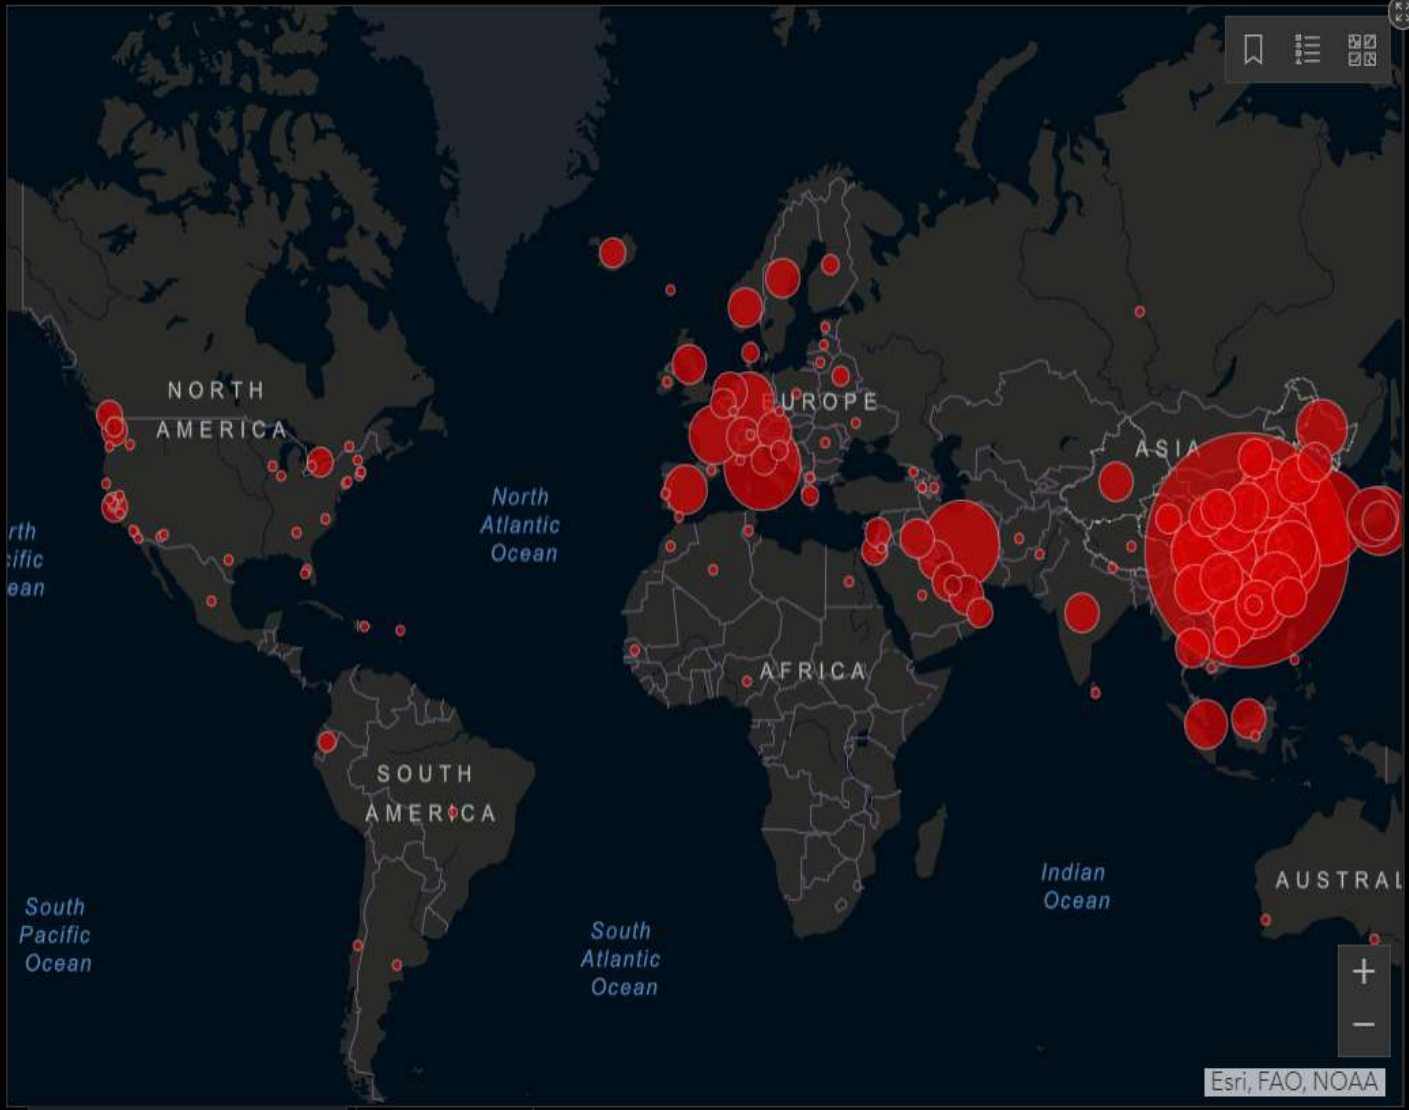 NORTH
AMERICA
EUROPE
ASIA
North
Atlantic
Ocean
rth
cific
ean
AFRICA
SOUTH
AMERICA
Indian
Ocean
AUSTRAL
South
Pacific
Ocean
South
Atlantic
Ocean
+
−
Esri, FAO, NOAA